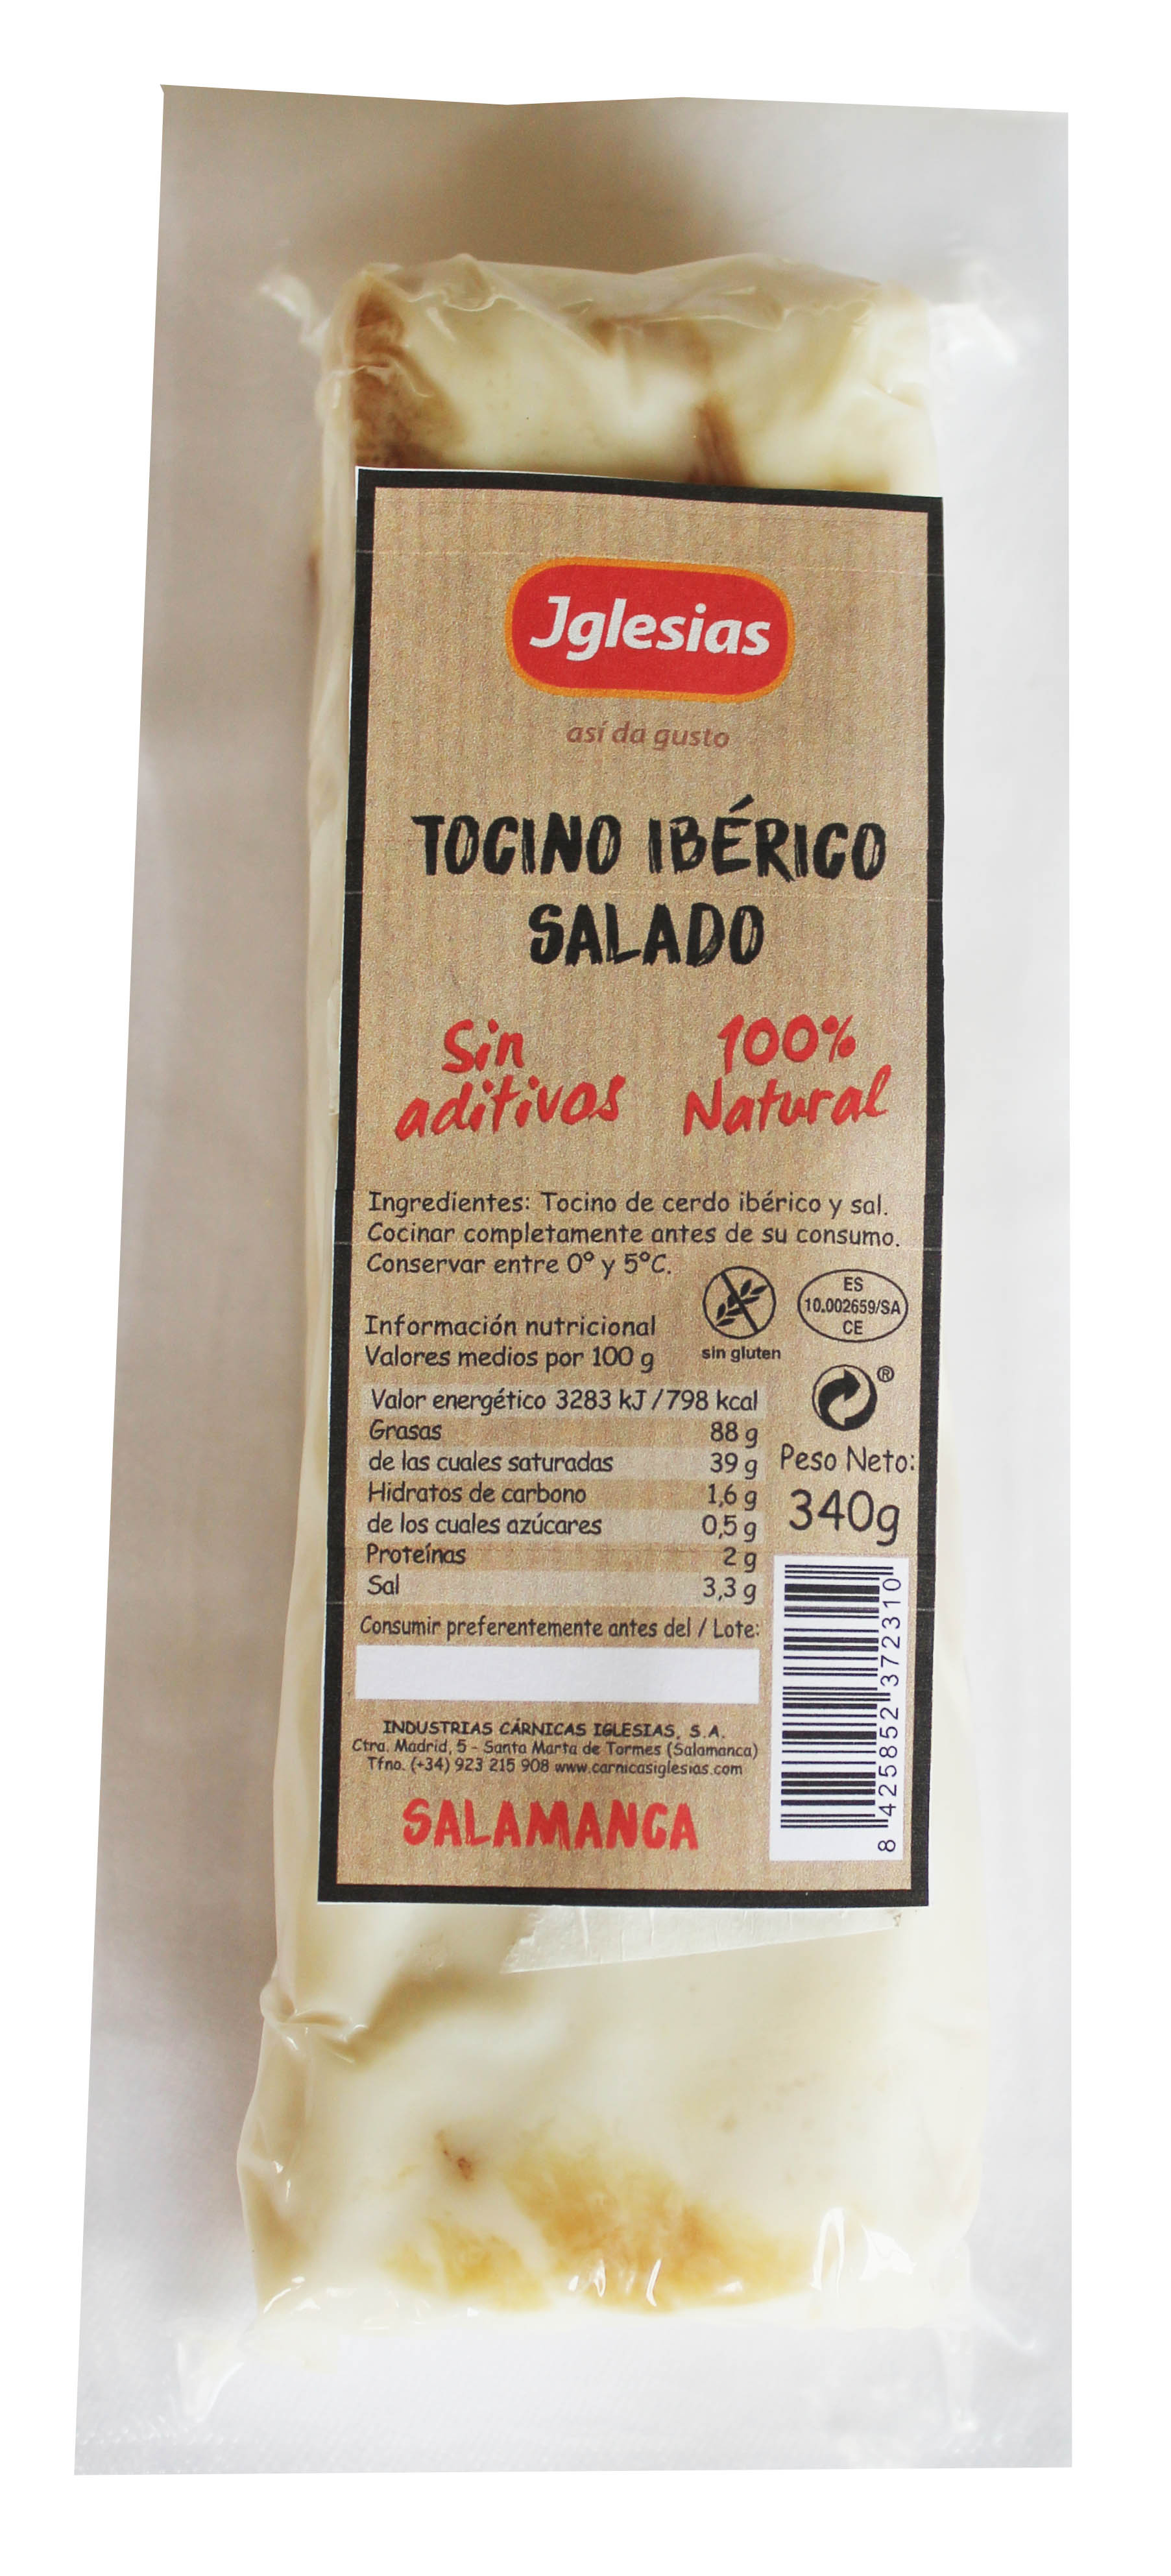 Iglesias
así da gusto
TOCINO IBÉRICO
SALADO
Sin
aditivos
100%
Natural
Ingredientes: Tocino de cerdo ibérico y sal.
Cocinar completamente antes de su consumo.
Conservar entre 0º y 5ºC.
sin gluten
ES
10.002659/SA
CE
Información nutricional
Valores medios por 100 g
Valor energético 3283 kJ/798 kcal
Grasas 88 g
de las cuales saturadas 39 g
Hidratos de carbono 1,6 g
de los cuales azúcares 0,5 g
Proteínas 2 g
Sal 3,3 g
®
Peso Neto:
340g
Consumir preferentemente antes del / Lote:
INDUSTRIAS CÁRNICAS IGLESIAS, S.A.
Ctra. Madrid, 5 - Santa Marta de Tormes (Salamanca)
Tfno. (+34) 923 215 908 www.carnicasiglesias.com
SALAMANCA
8 425852 372310